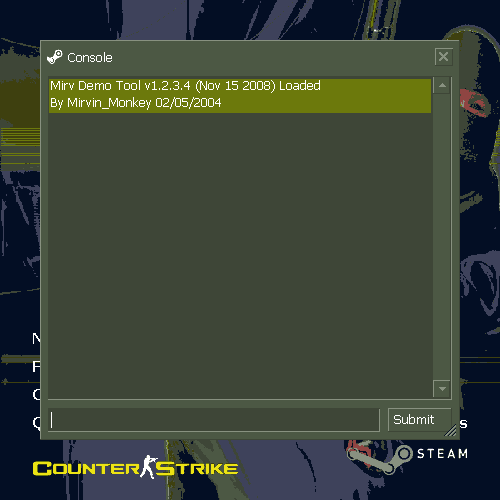 Console
Mirv Demo Tool v1.2.3.4 (Nov 15 2008) Loaded
By Mirvin_Monkey 02/05/2004
Submit
COUNTER STRIKE
STEAM